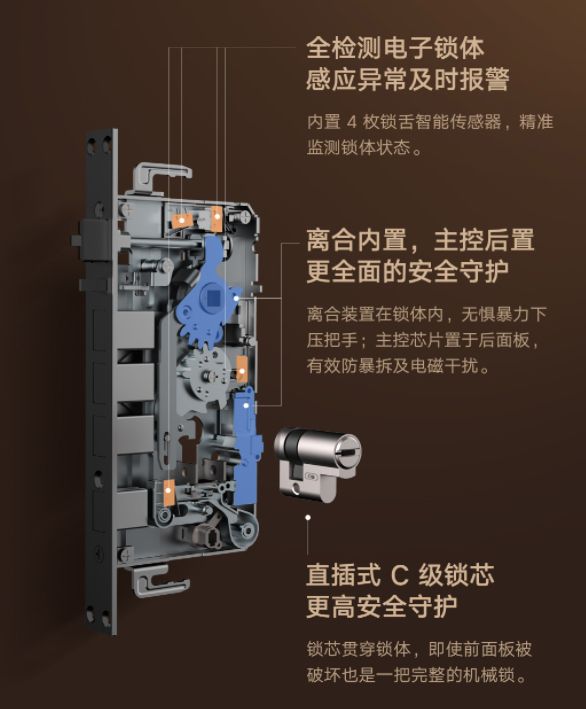 全检测电子锁体
感应异常及时报警
内置 4 枚锁舌智能传感器，精准
监测锁体状态。
离合内置，主控后置
更全面的安全守护
离合装置在锁体内，无惧暴力下
压把手；主控芯片置于后面板，
有效防暴拆及电磁干扰。
直插式 C 级锁芯
更高安全守护
锁芯贯穿锁体，即使前面板被
破坏也是一把完整的机械锁。